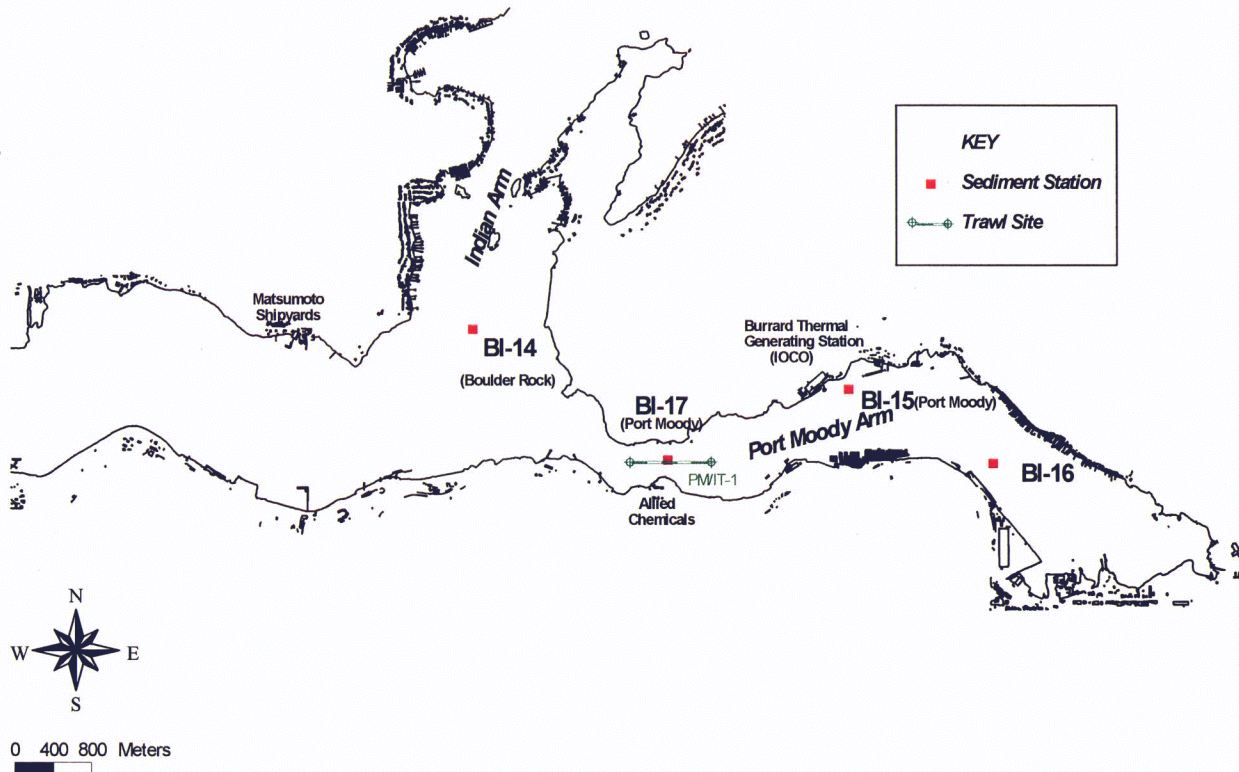 KEY
Sediment Station
Trawl Site
Indian Arm
Matsumoto
Shipyards
BI-14
(Boulder Rock)
Burrard Thermal
Generating Station
(IOCO)
BI-17
(Port Moody)
BI-15 (Port Moody)
Port Moody Arm
BI-16
PM/IT-1
Allied
Chemicals
N
W E
S
0 400 800 Meters